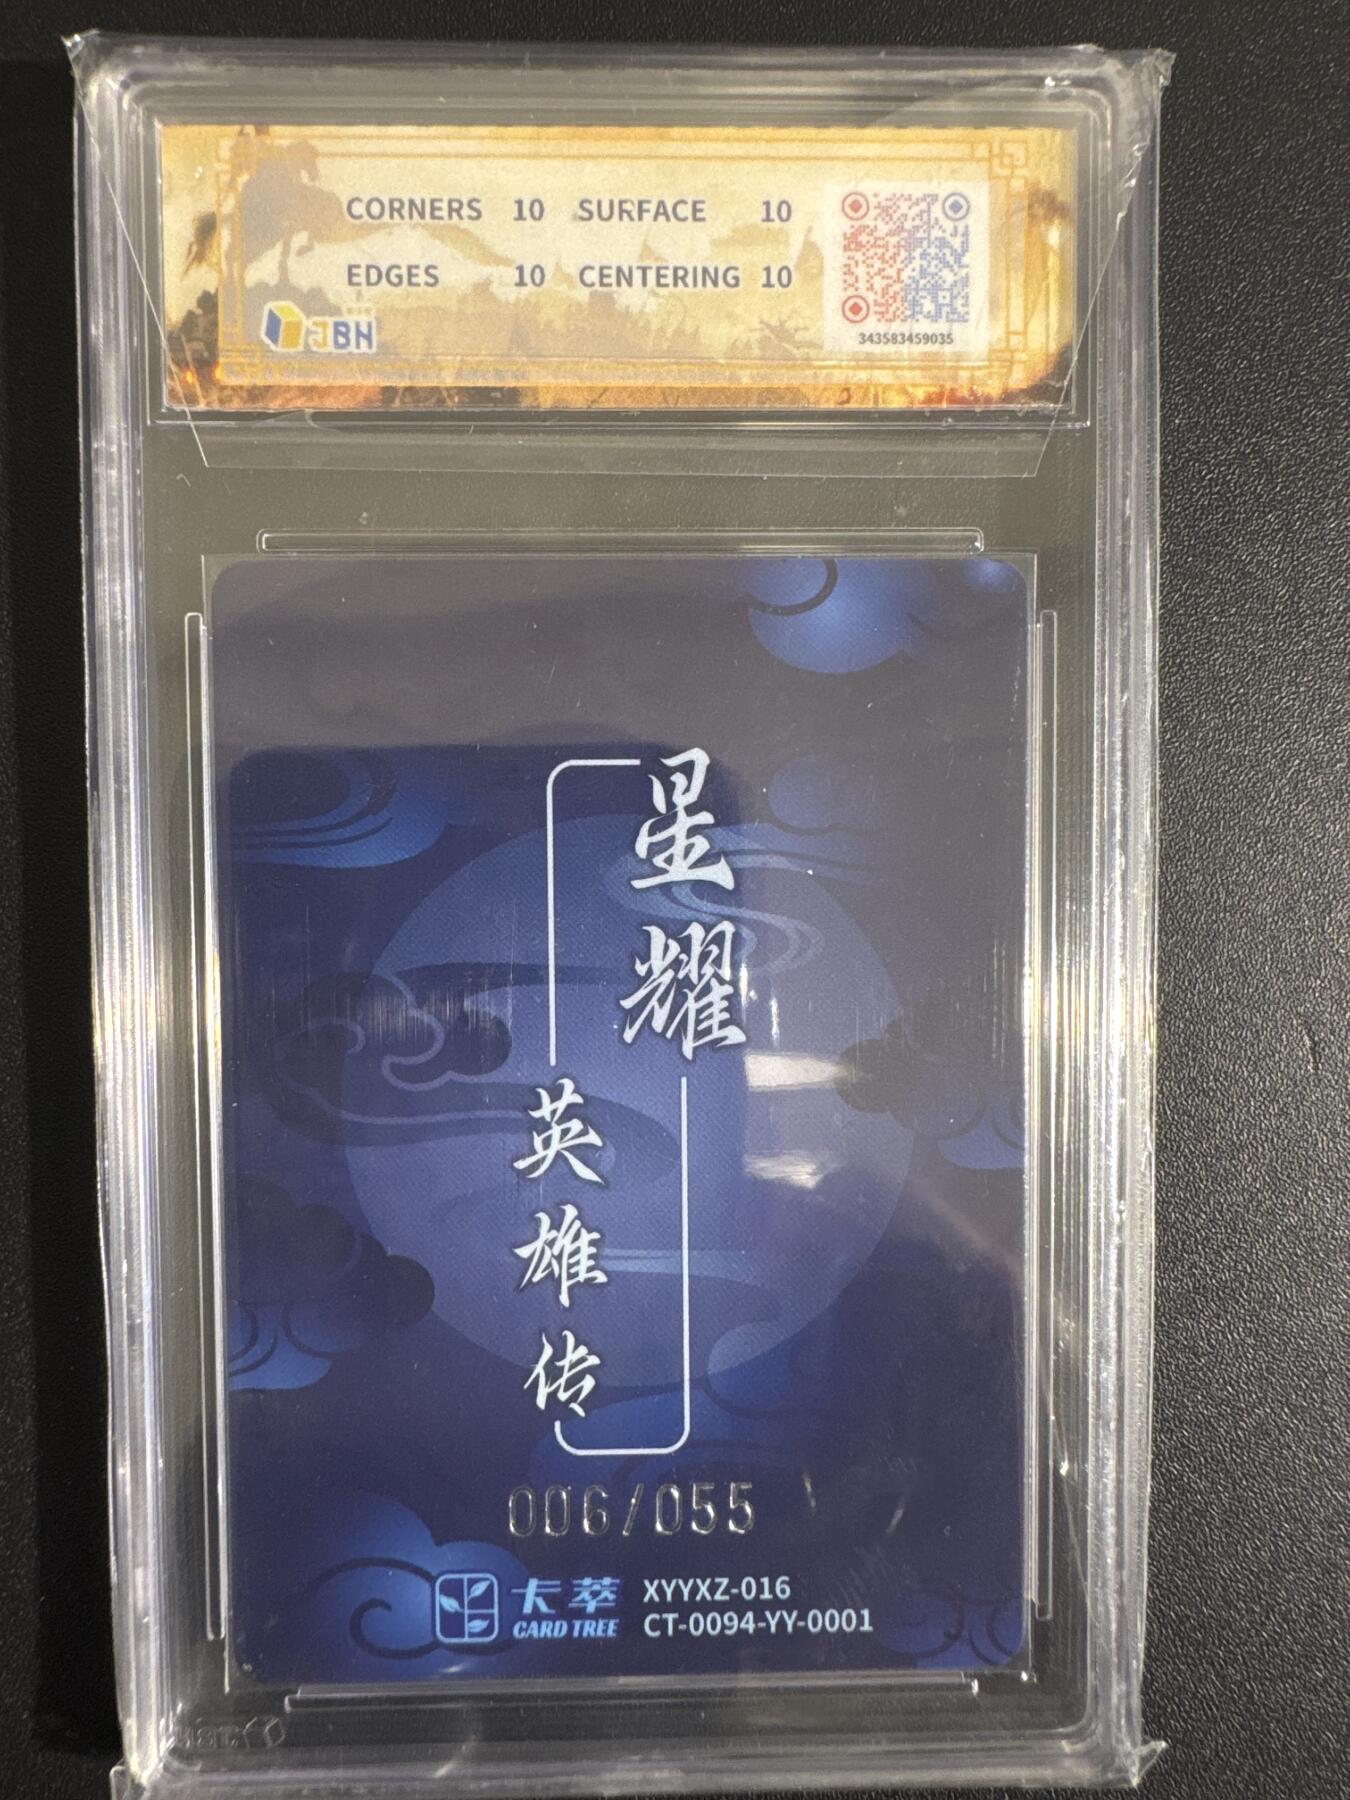 CORNERS 10 SURFACE 10
EDGES 10 CENTERING 10
JBH
343583459035
星耀
英雄传
006/055
卡萃
CARD TREE
XYYXZ-016
CT-0094-YY-0001